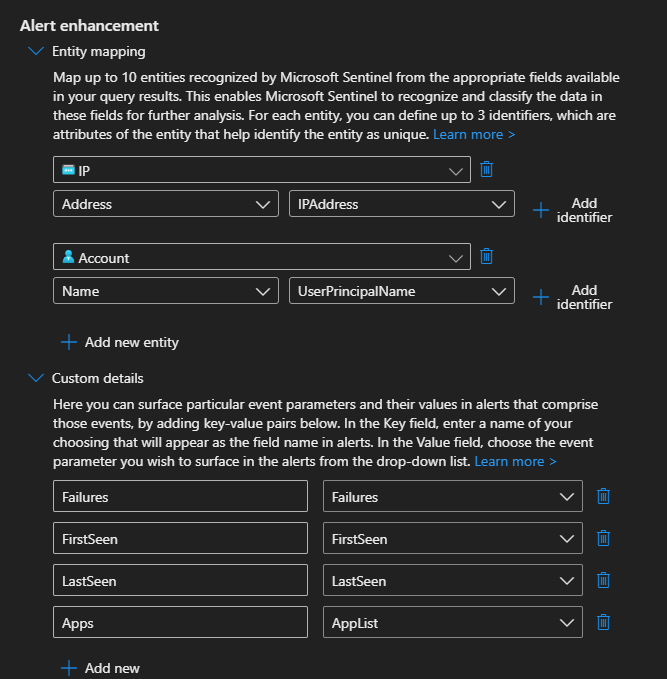 Alert enhancement
Entity mapping
Map up to 10 entities recognized by Microsoft Sentinel from the appropriate fields available
in your query results. This enables Microsoft Sentinel to recognize and classify the data in
these fields for further analysis. For each entity, you can define up to 3 identifiers, which are
attributes of the entity that help identify the entity as unique. Learn more >
IP
Address IPAddress Add
identifier
Account
Name UserPrincipalName Add
identifier
Add new entity
Custom details
Here you can surface particular event parameters and their values in alerts that comprise
those events, by adding key-value pairs below. In the Key field, enter a name of your
choosing that will appear as the field name in alerts. In the Value field, choose the event
parameter you wish to surface in the alerts from the drop-down list. Learn more >
Failures Failures
FirstSeen FirstSeen
LastSeen LastSeen
Apps AppList
Add new